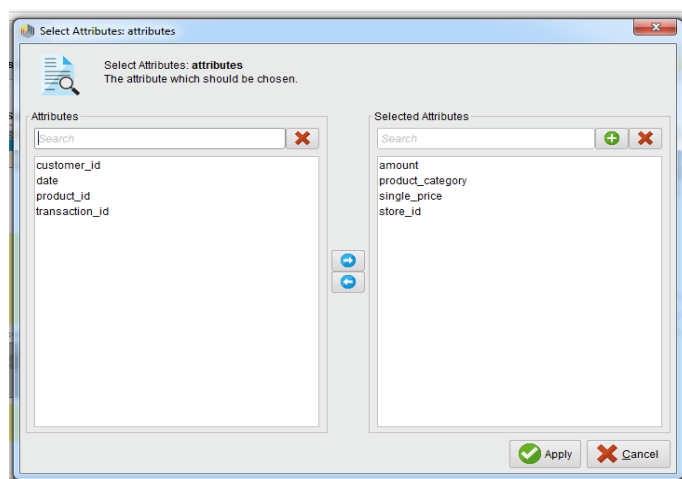 Select Attributes: attributes
Select Attributes: attributes
The attribute which should be chosen.
Attributes
Search
customer_id
date
product_id
transaction_id
Selected Attributes
Search
amount
product_category
single_price
store_id
Apply
Cancel